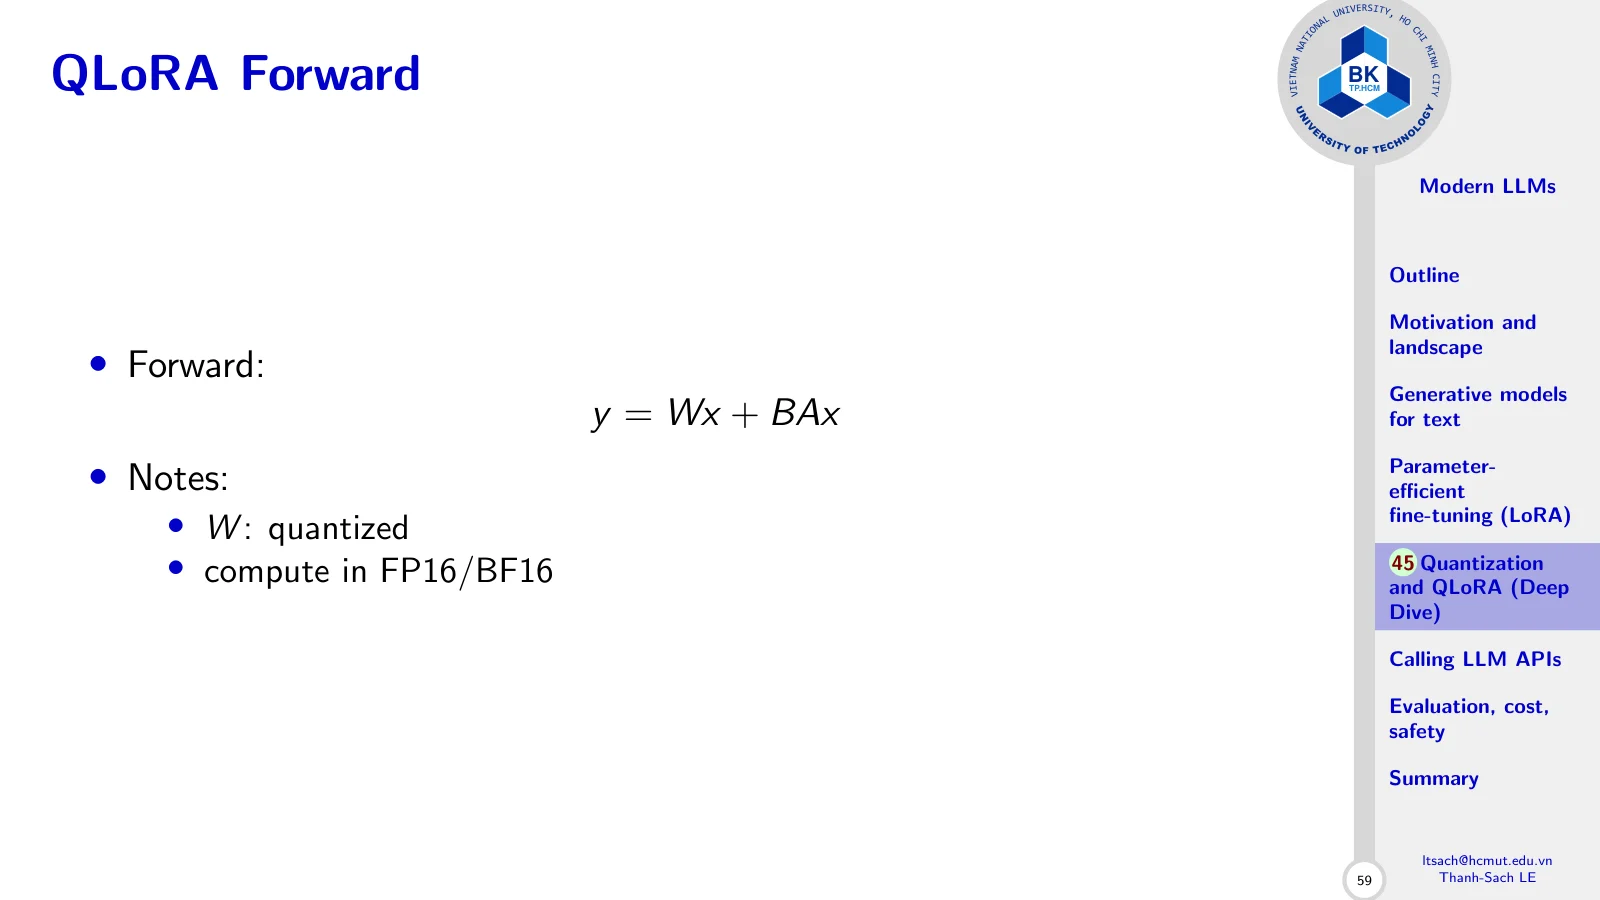 QLoRA Forward
• Forward:
y = Wx + BAx
• Notes:
• W: quantized
• compute in FP16/BF16
VIETNAM NATIONAL UNIVERSITY, HO CHI MINH CITY
BK
TP.HCM
UNIVERSITY OF TECHNOLOGY
Modern LLMs
Outline
Motivation and
landscape
Generative models
for text
Parameter-
efficient
fine-tuning (LoRA)
45 Quantization
and QLoRA (Deep
Dive)
Calling LLM APIs
Evaluation, cost,
safety
Summary
ltsach@hcmut.edu.vn
Thanh-Sach LE
59